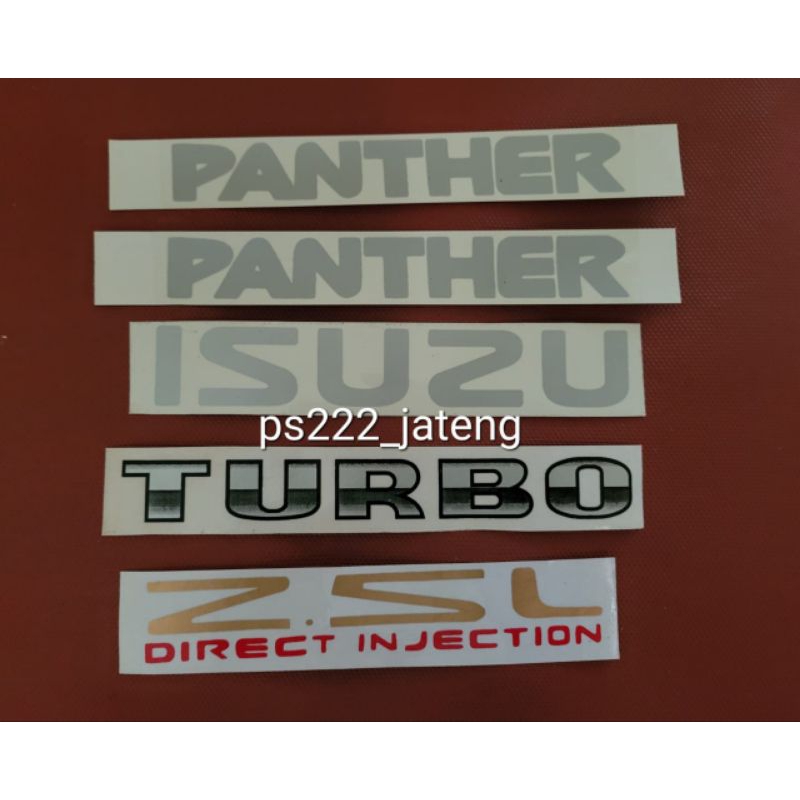 PANTHER
PANTHER
ISUZU
ps222_jateng
TURBO
2.5L
DIRECT INJECTION